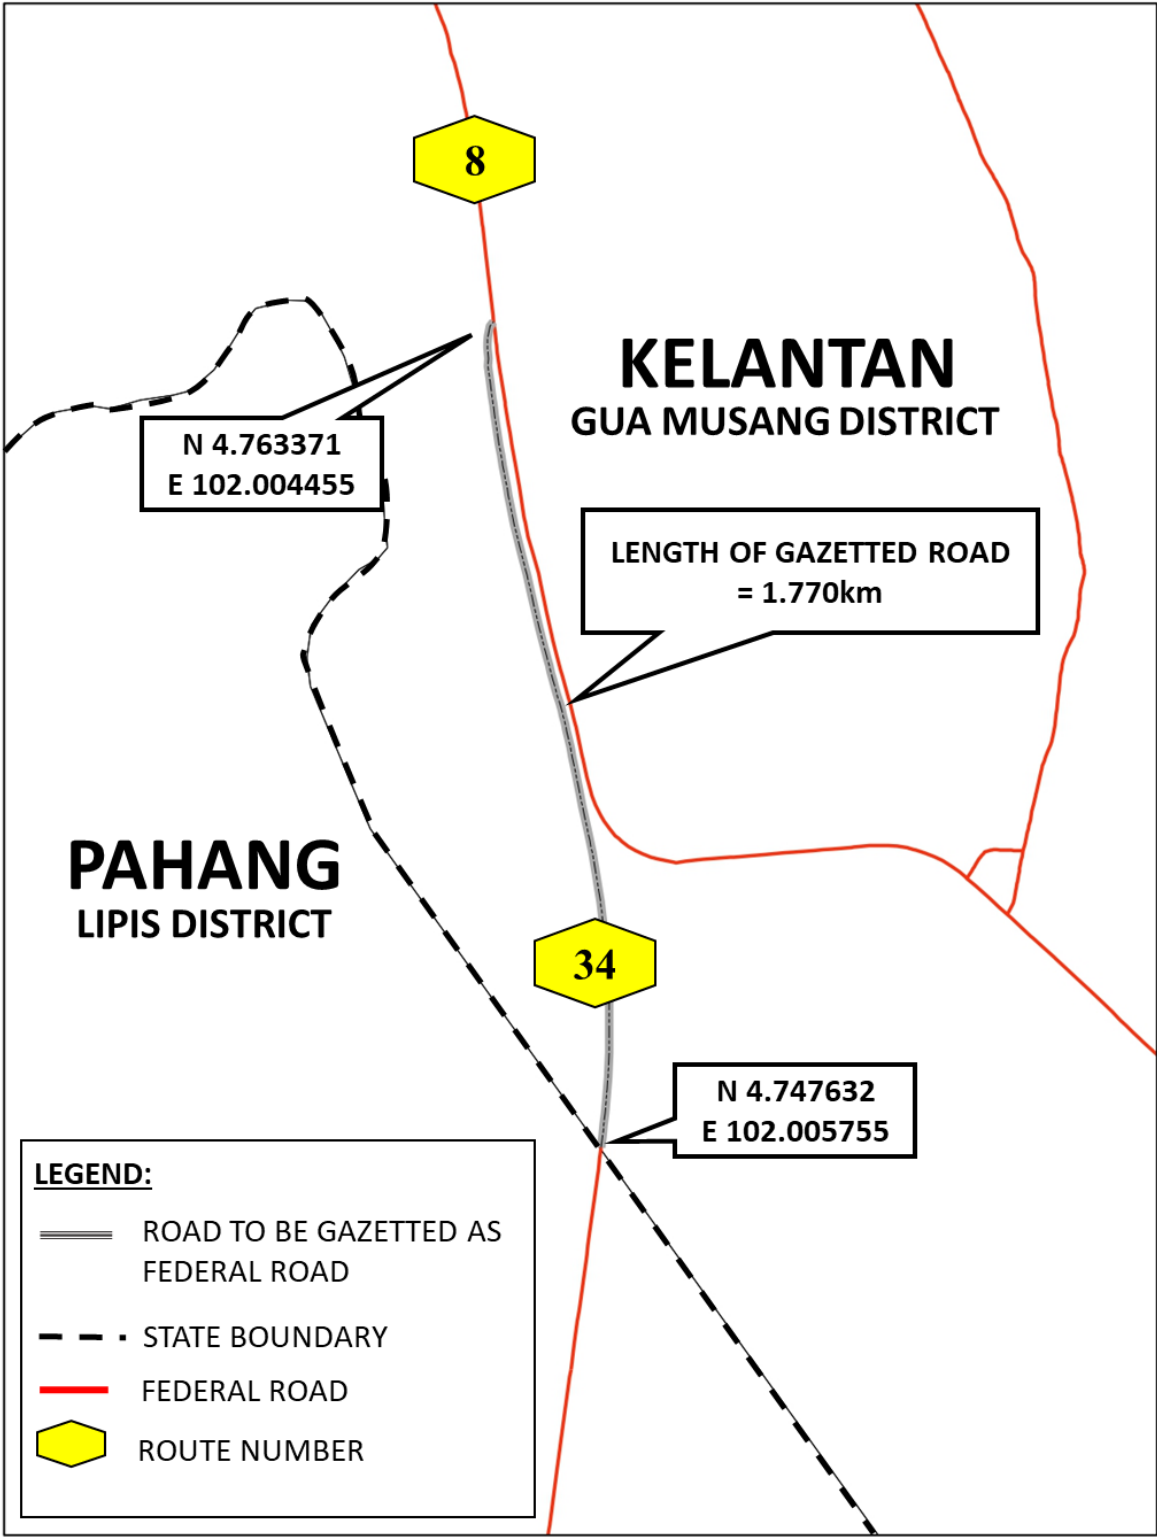 8
KELANTAN
GUA MUSANG DISTRICT
N 4.763371
E 102.004455
LENGTH OF GAZETTED ROAD
= 1.770km
PAHANG
LIPIS DISTRICT
34
N 4.747632
E 102.005755
LEGEND:
ROAD TO BE GAZETTED AS
FEDERAL ROAD
STATE BOUNDARY
FEDERAL ROAD
ROUTE NUMBER